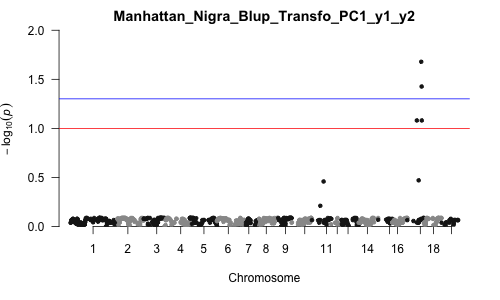 Manhattan_Nigra_Blup_Transfo_PC1_y1_y2
2.0
1.5
1.0
0.5
0.0
− log10(p)
1 2 3 4 5 6 7 8 9 11 14 16 18
Chromosome